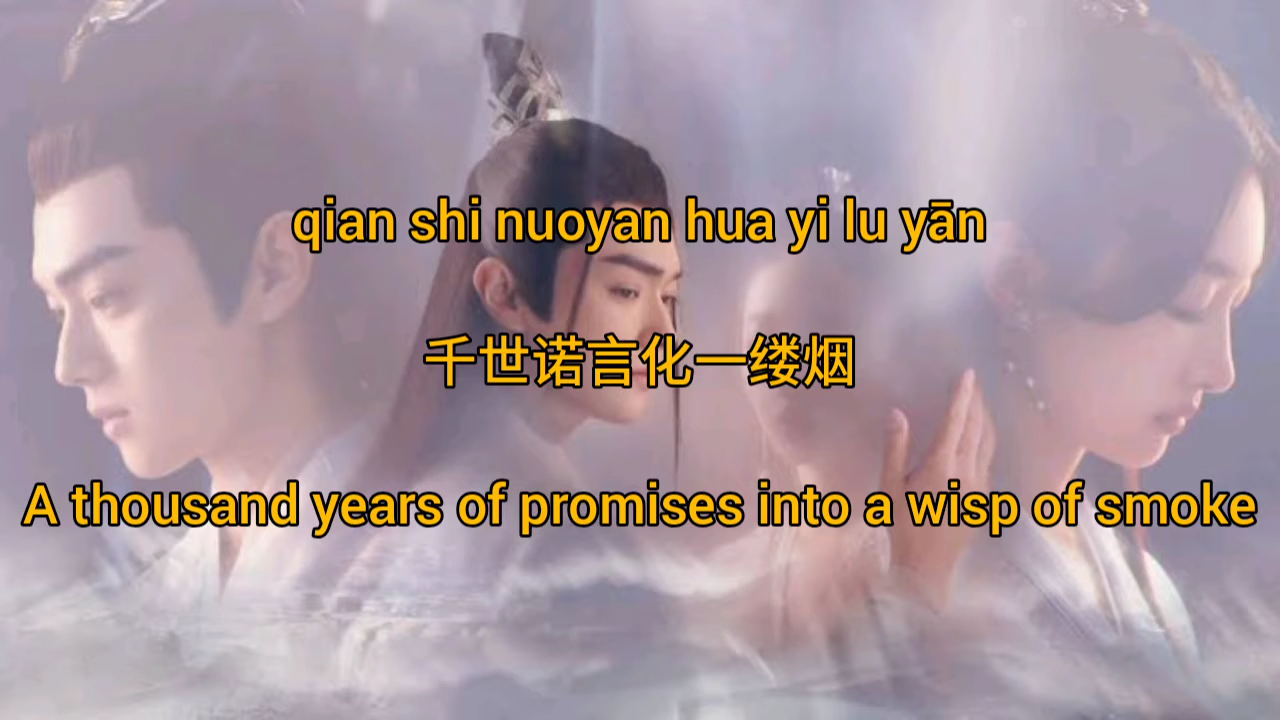 qian shi nuoyan hua yi lu yān
千世诺言化一缕烟
A thousand years of promises into a wisp of smoke